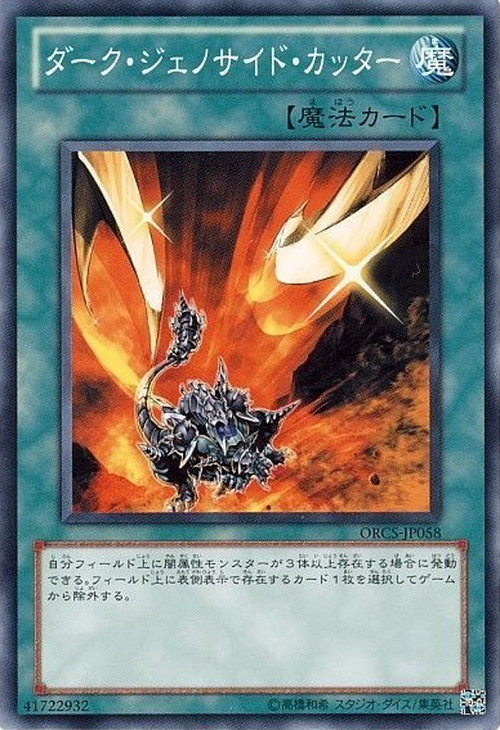 ダーク・ジェノサイド・カッター 魔
【魔法カード】
ORCS-JP058
自分フィールド上に闇属性モンスターが3体以上存在する場合に発動
できる。フィールド上に表側表示で存在するカード1枚を選択してゲーム
から除外する。
41722932 ©高橋和希 スタジオ・ダイス/集英社